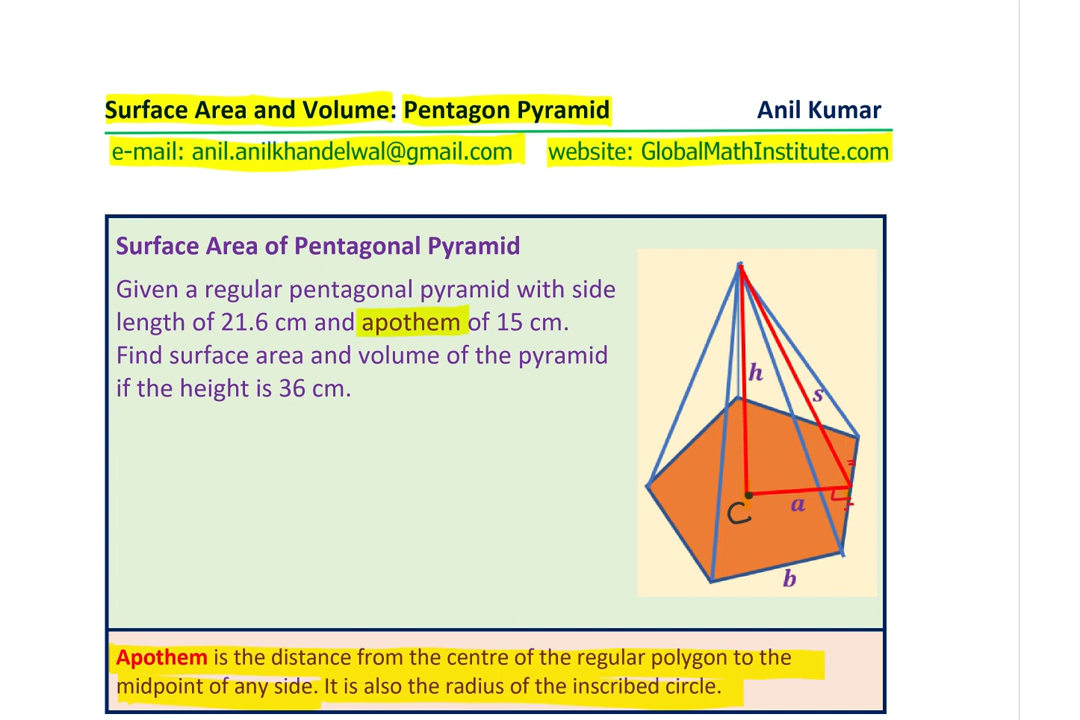 Surface Area and Volume: Pentagon Pyramid Anil Kumar
e-mail: anil.anilkhandelwal@gmail.com website: GlobalMathInstitute.com
Surface Area of Pentagonal Pyramid
Given a regular pentagonal pyramid with side
length of 21.6 cm and apothem of 15 cm.
Find surface area and volume of the pyramid
if the height is 36 cm.
h
s
C
a
b
Apothem is the distance from the centre of the regular polygon to the
midpoint of any side. It is also the radius of the inscribed circle.